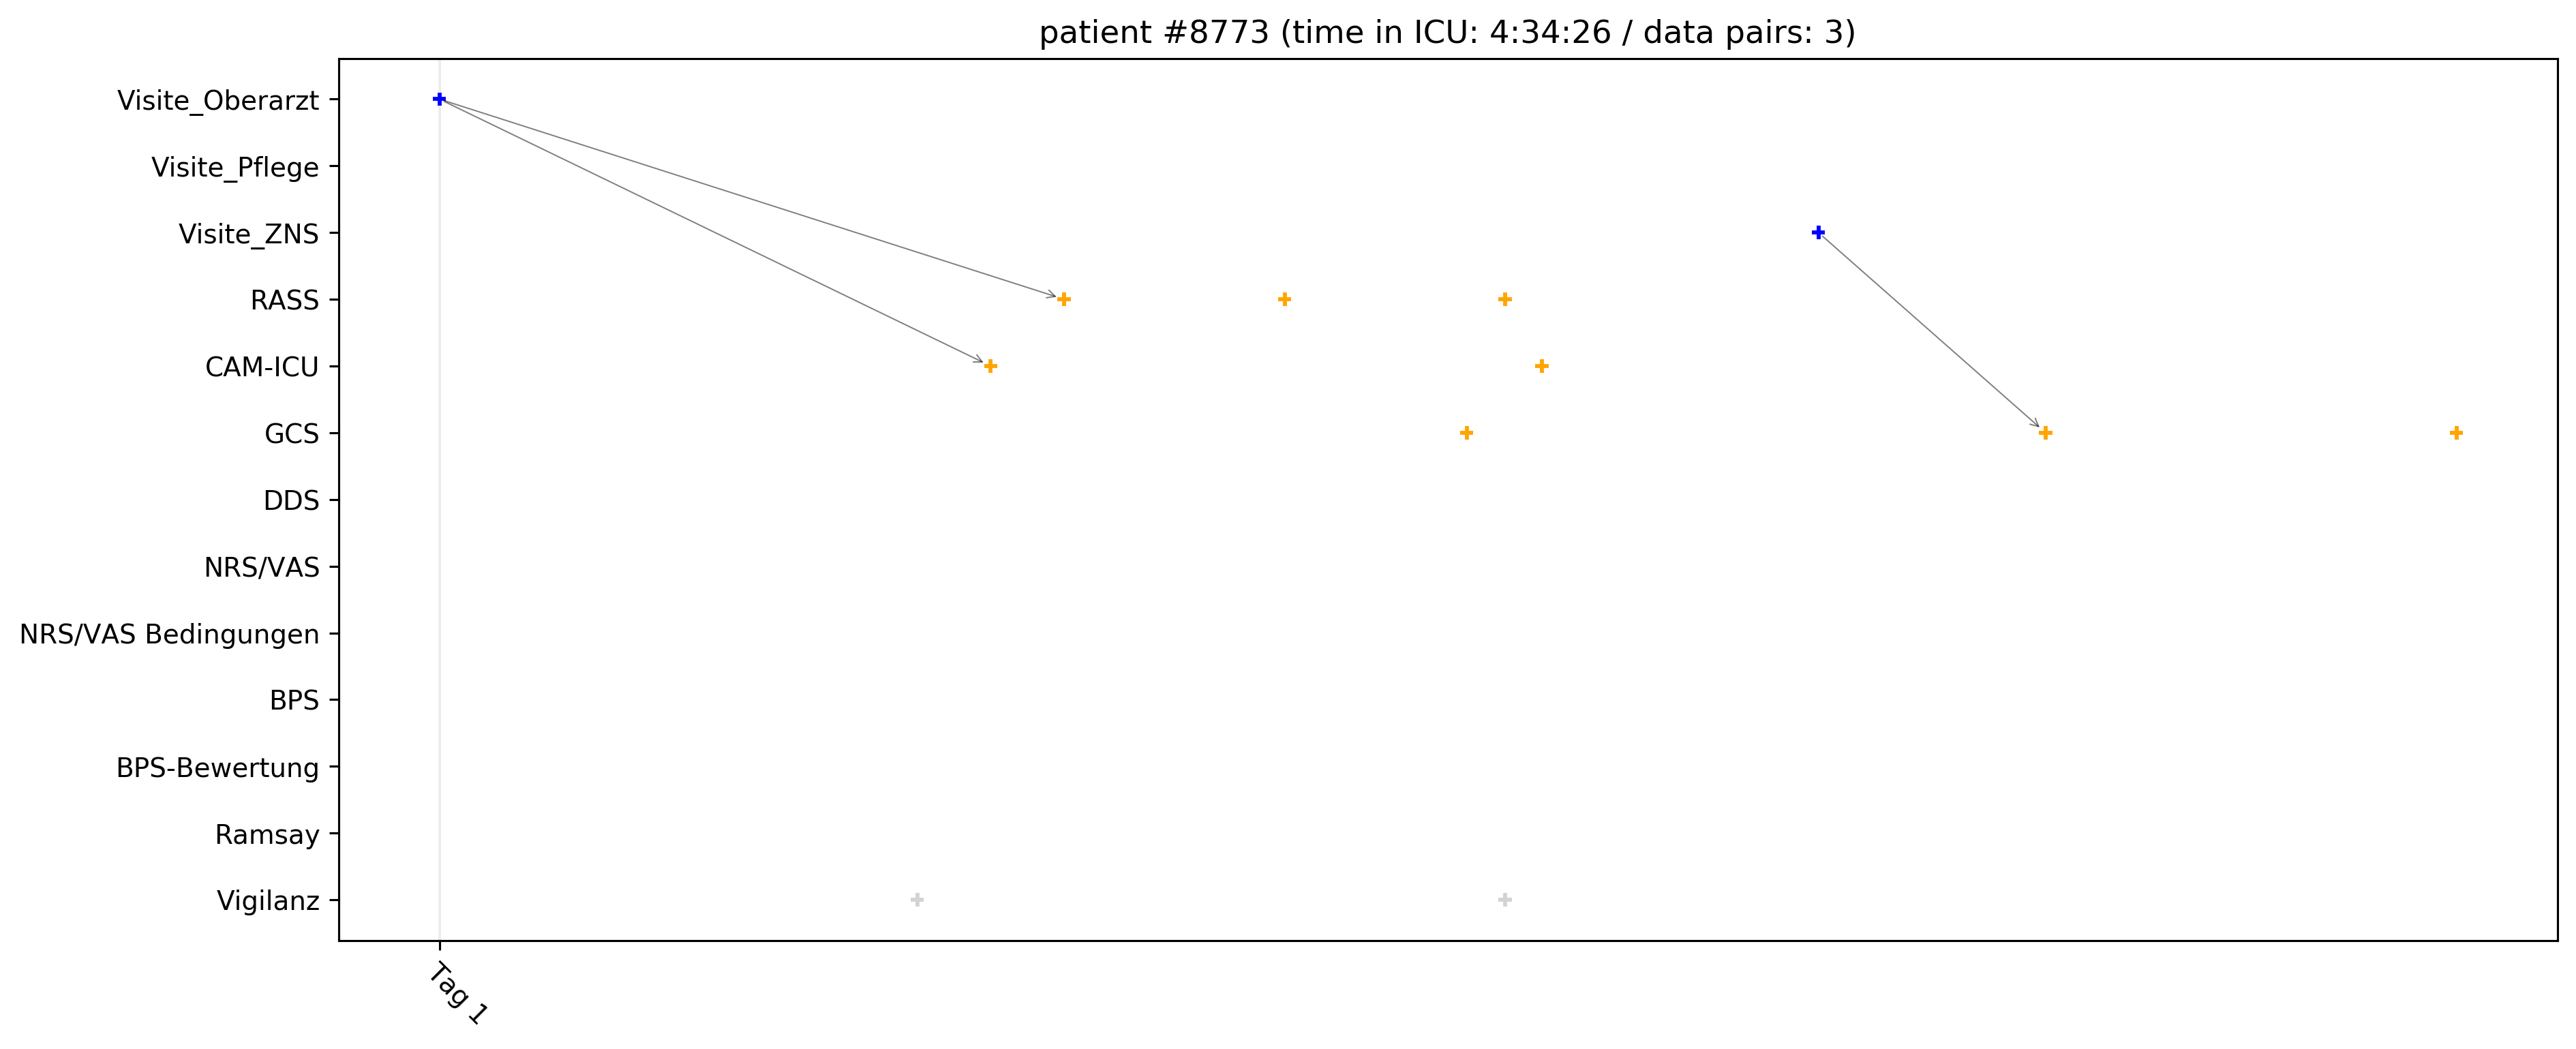 patient #8773 (time in ICU: 4:34:26 / data pairs: 3)
Visite_Oberarzt
Visite_Pflege
Visite_ZNS
RASS
CAM-ICU
GCS
DDS
NRS/VAS
NRS/VAS Bedingungen
BPS
BPS-Bewertung
Ramsay
Vigilanz
Tag 1